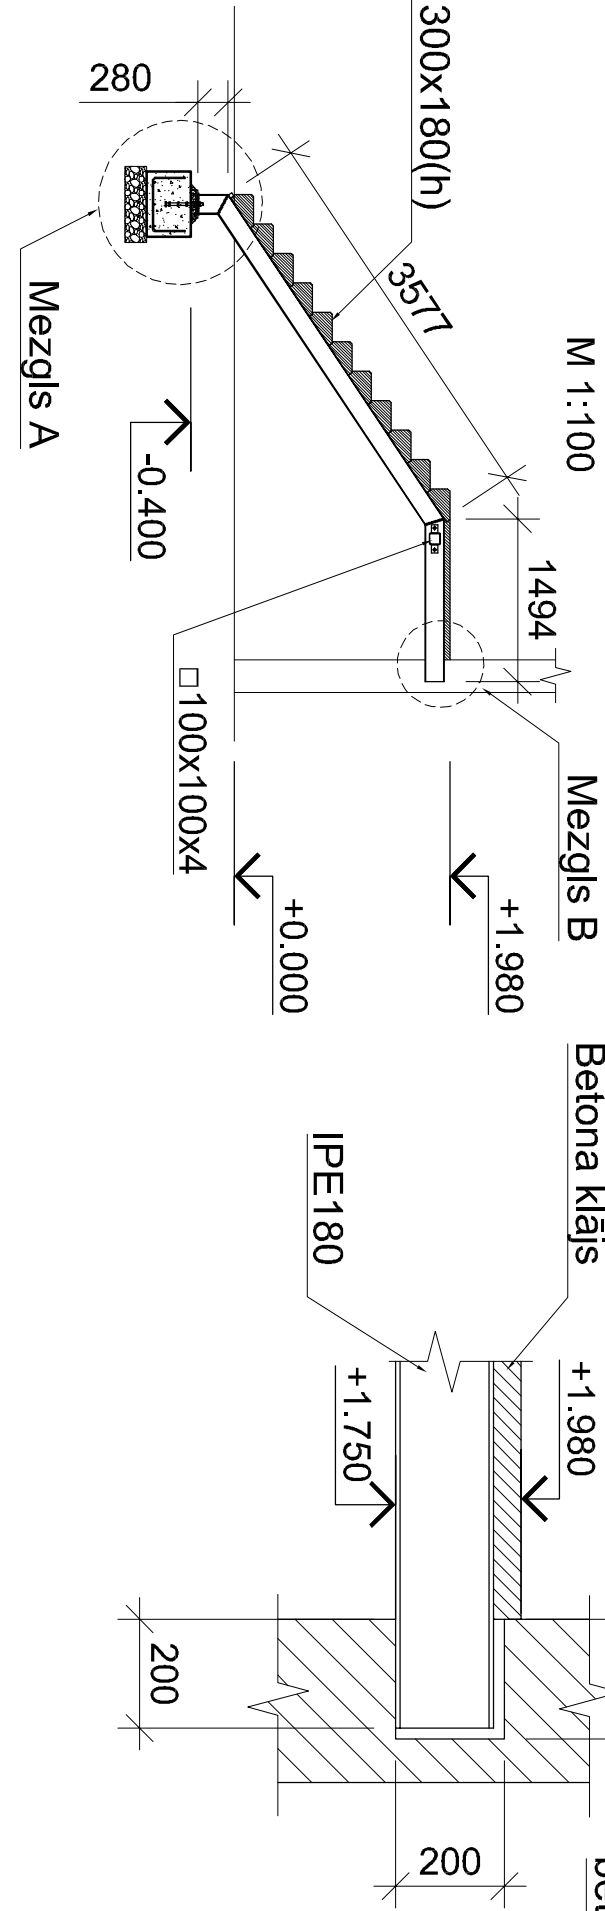 M 1:100
300x180(h)
280
3577
1494
Mezgls A
-0.400
□100x100x4
Mezgls B
+1.980
+0.000
Betona klājs
IPE180
+1.980
+1.750
200
200